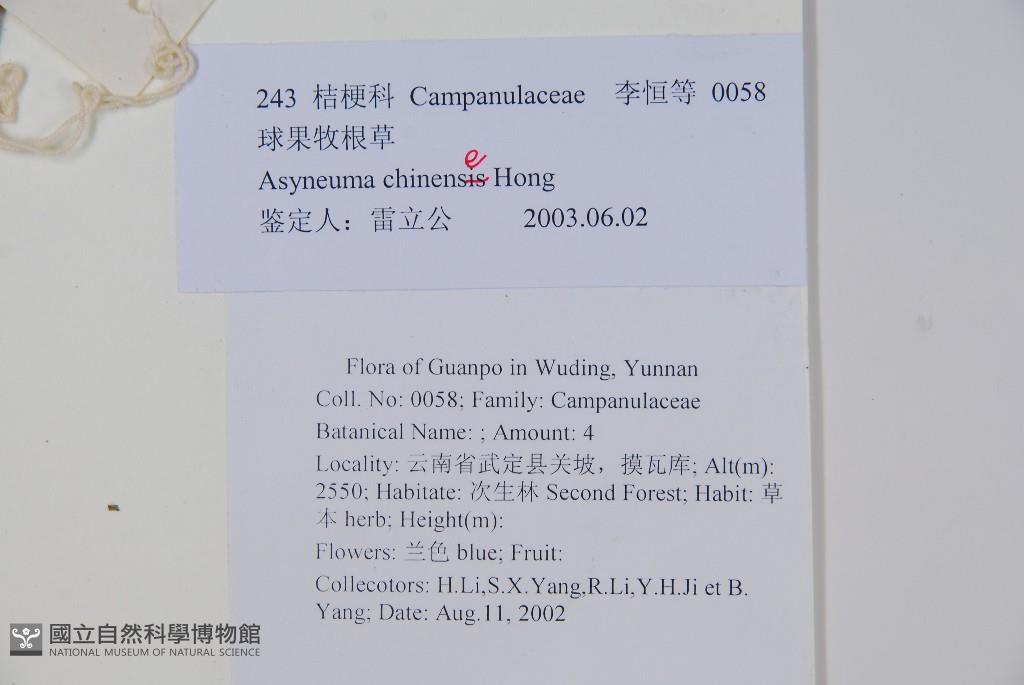 243 桔梗科 Campanulaceae 李恒等 0058
球果牧根草
e
Asyneuma chinensis Hong
鉴定人：雷立公 2003.06.02
Flora of Guanpo in Wuding, Yunnan
Coll. No: 0058; Family: Campanulaceae
Batanical Name: ; Amount: 4
Locality: 云南省武定县关坡，摸瓦库; Alt(m):
2550; Habitate: 次生林 Second Forest; Habit: 草
本 herb; Height(m):
Flowers: 兰色 blue; Fruit:
Collecotors: H.Li,S.X.Yang,R.Li,Y.H.Ji et B.
Yang; Date: Aug.11, 2002
國立自然科學博物館
NATIONAL MUSEUM OF NATURAL SCIENCE